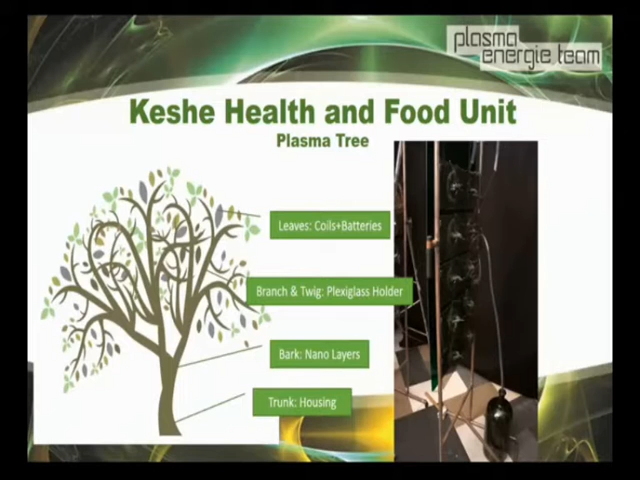 plasma
energie team
Keshe Health and Food Unit
Plasma Tree
Leaves: Coils+Batteries
Branch & Twig: Plexiglass Holder
Bark: Nano Layers
Trunk: Housing